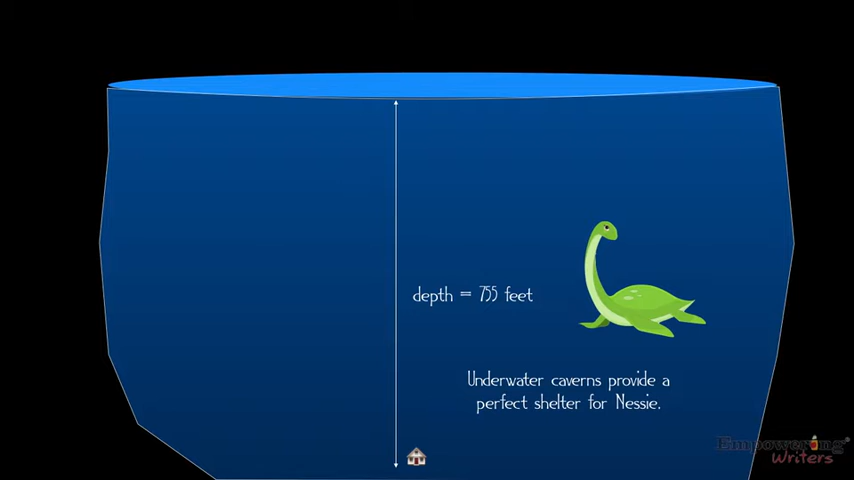 depth = 755 feet
Underwater caverns provide a
perfect shelter for Nessie.
Empowering
Writers